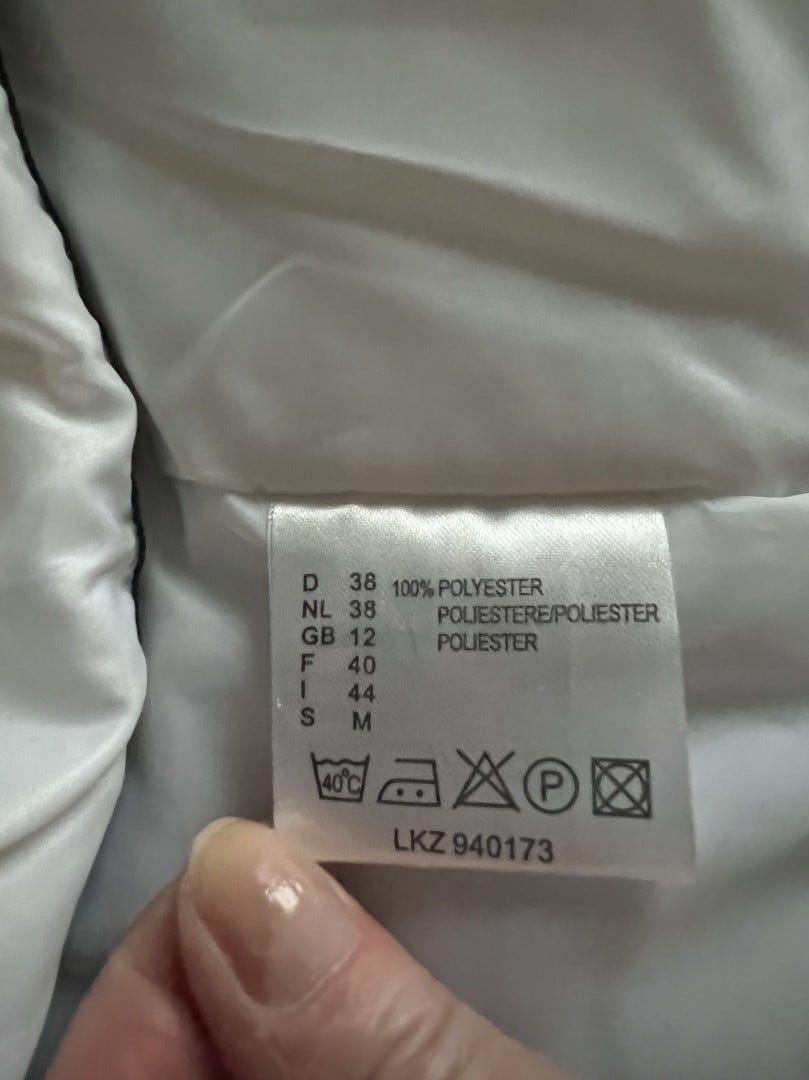 D 38 100% POLYESTER
NL 38 POLIESTERE/POLIESTER
GB 12 POLIESTER
F 40
I 44
S M
40°C P
LKZ 940173